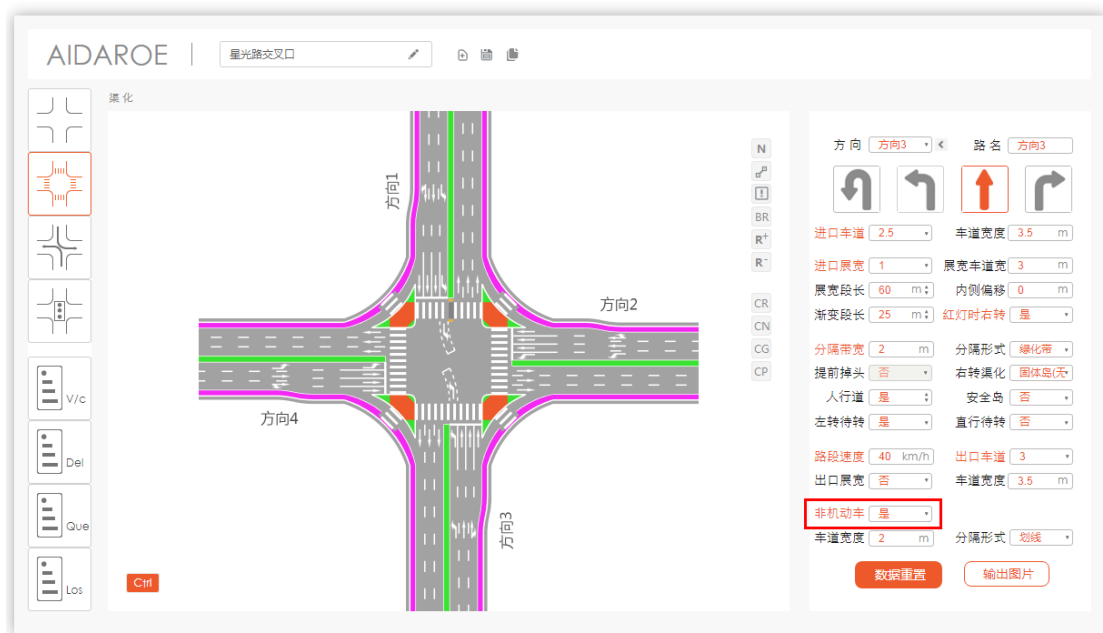 AIDAROE
星光路交叉口
渠化
方向1
方向2
方向3
方向4
Ctrl
V/c
Del
Que
Los
N
BR
R+
R-
CR
CN
CG
CP
方向 方向3 路名 方向3
进口车道 2.5 车道宽度 3.5 m
进口展宽 1 展宽车道宽 3 m
展宽段长 60 m 内侧偏移 0 m
渐变段长 25 m 红灯时右转 是
分隔带宽 2 m 分隔形式 绿化带
提前掉头 否 右转渠化 固体岛(无
人行道 是 安全岛 否
左转待转 是 直行待转 否
路段速度 40 km/h 出口车道 3
出口展宽 否 车道宽度 3.5 m
非机动车 是
车道宽度 2 m 分隔形式 划线
数据重置 输出图片